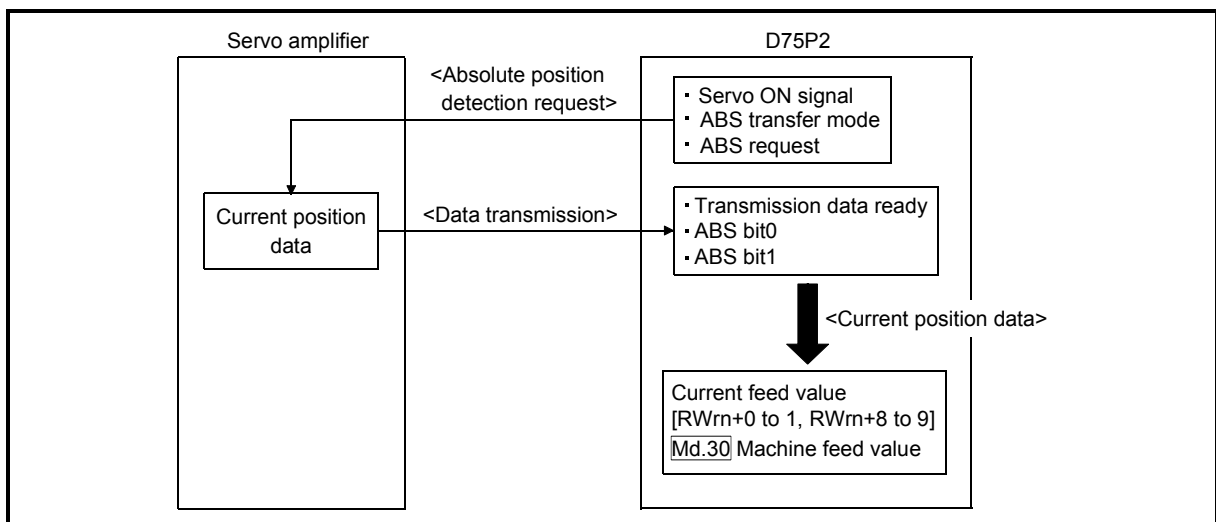 Servo amplifier
D75P2
<Absolute position
detection request>
・Servo ON signal
・ABS transfer mode
・ABS request
Current position
data
<Data transmission>
・Transmission data ready
・ABS bit0
・ABS bit1
<Current position data>
Current feed value
[RWrn+0 to 1, RWrn+8 to 9]
Md.30 Machine feed value